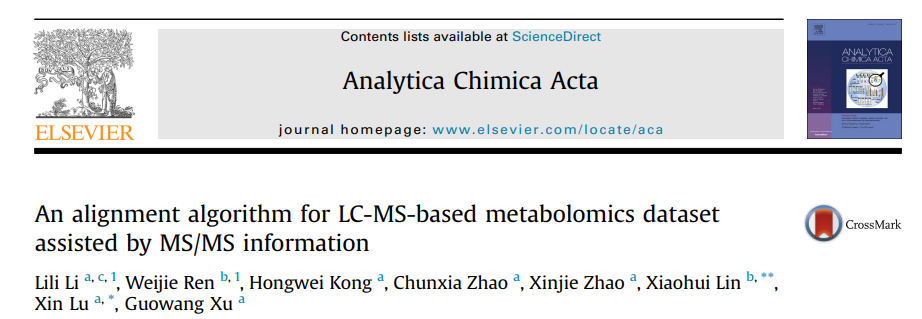 Contents lists available at ScienceDirect
Analytica Chimica Acta
journal homepage: www.elsevier.com/locate/aca
ELSEVIER
ANALYTICA
CHIMICA ACTA
An alignment algorithm for LC-MS-based metabolomics dataset
assisted by MS/MS information
CrossMark
Lili Li a, c, 1, Weijie Ren b, 1, Hongwei Kong a, Chunxia Zhao a, Xinjie Zhao a, Xiaohui Lin b, **,
Xin Lu a, *, Guowang Xu a